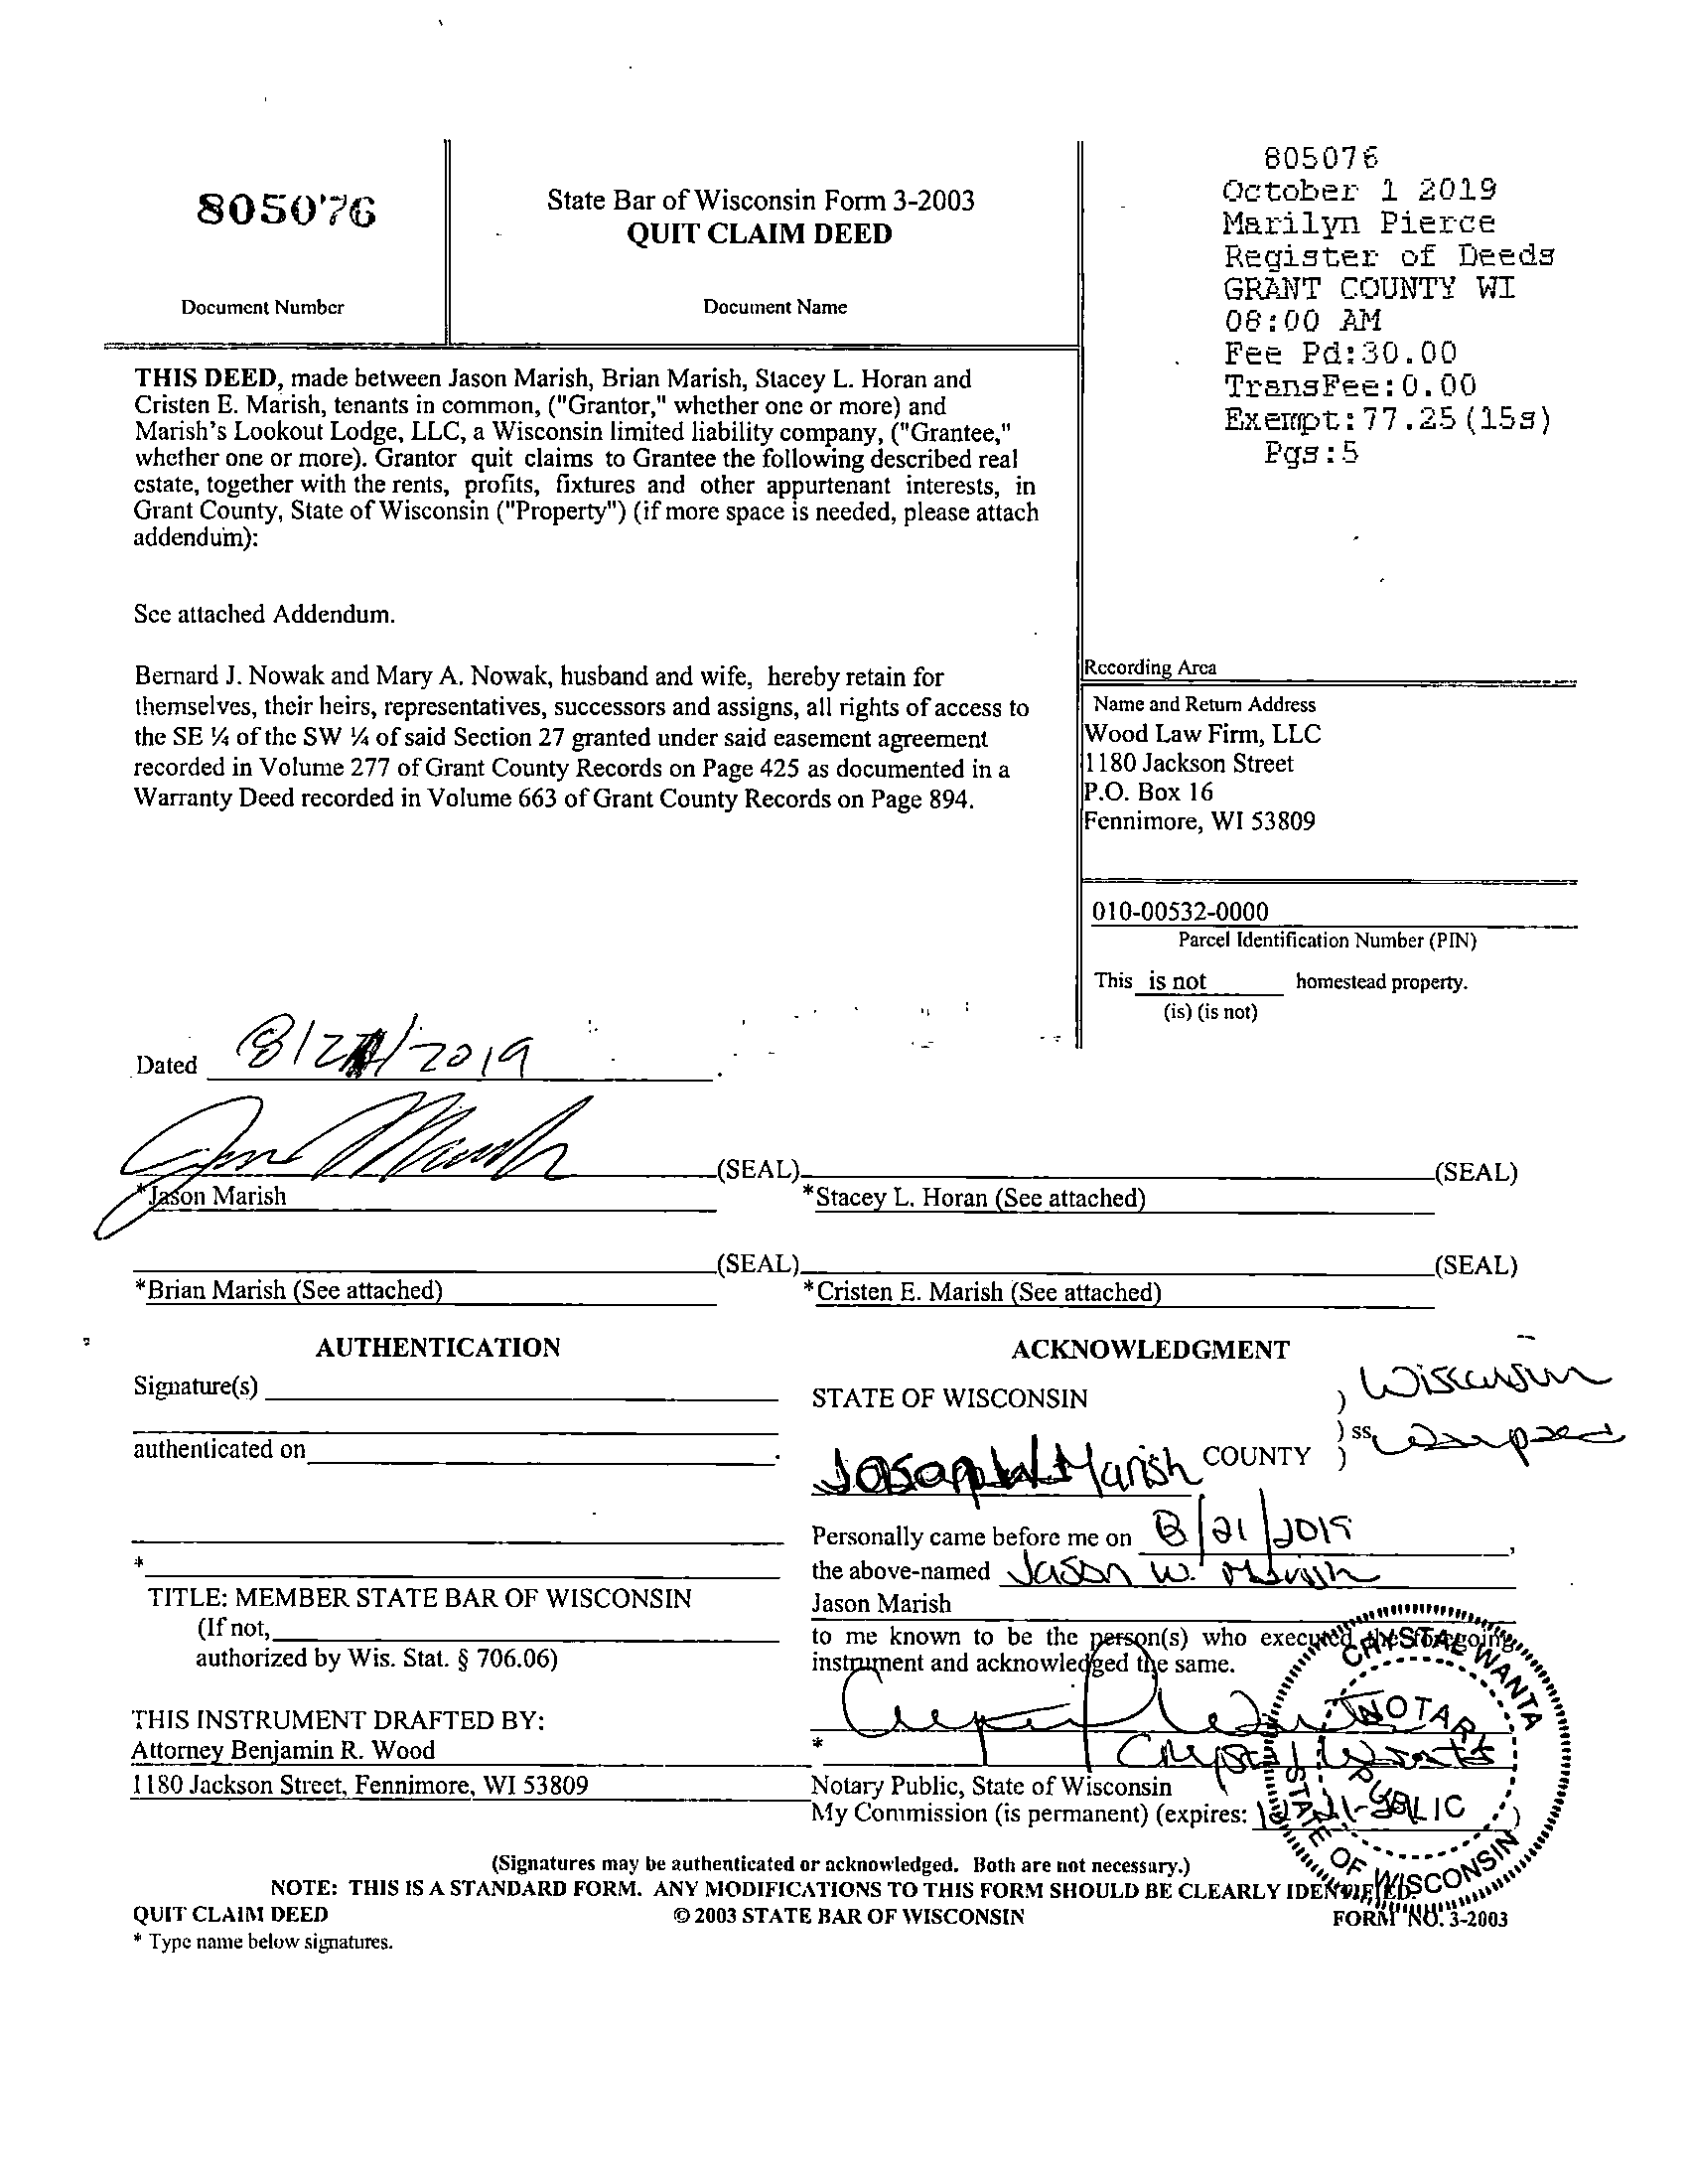 805076
State Bar of Wisconsin Form 3-2003
QUIT CLAIM DEED
Document Number
Document Name
805076
October 1 2019
Marilyn Pierce
Register of Deeds
GRANT COUNTY WI
08:00 AM
Fee Pd:30.00
TransFee:0.00
Exempt:77.25(15s)
Pgs:5
THIS DEED, made between Jason Marish, Brian Marish, Stacey L. Horan and
Cristen E. Marish, tenants in common, ("Grantor," whether one or more) and
Marish's Lookout Lodge, LLC, a Wisconsin limited liability company, ("Grantee,"
whether one or more). Grantor quit claims to Grantee the following described real
estate, together with the rents, profits, fixtures and other appurtenant interests, in
Grant County, State of Wisconsin ("Property") (if more space is needed, please attach
addendum):
See attached Addendum.
Bernard J. Nowak and Mary A. Nowak, husband and wife, hereby retain for
themselves, their heirs, representatives, successors and assigns, all rights of access to
the SE ¼ of the SW ¼ of said Section 27 granted under said easement agreement
recorded in Volume 277 of Grant County Records on Page 425 as documented in a
Warranty Deed recorded in Volume 663 of Grant County Records on Page 894.
Recording Area
Name and Return Address
Wood Law Firm, LLC
1180 Jackson Street
P.O. Box 16
Fennimore, WI 53809
010-00532-0000
Parcel Identification Number (PIN)
This is not homestead property.
(is) (is not)
Dated
(SEAL) (SEAL)
*Jason Marish *Stacey L. Horan (See attached)
(SEAL) (SEAL)
*Brian Marish (See attached) *Cristen E. Marish (See attached)
AUTHENTICATION
Signature(s)
authenticated on
*
TITLE: MEMBER STATE BAR OF WISCONSIN
(If not,
authorized by Wis. Stat. § 706.06)
THIS INSTRUMENT DRAFTED BY:
Attorney Benjamin R. Wood
1180 Jackson Street, Fennimore, WI 53809
ACKNOWLEDGMENT
STATE OF WISCONSIN ) Wisconsin
) ss.
Marish COUNTY )
Personally came before me on 8/21/2019,
the above-named Jason W. Marish
Jason Marish
to me known to be the person(s) who executed the foregoing
instrument and acknowledged the same.
* Crystal Wanta
Notary Public, State of Wisconsin
My Commission (is permanent) (expires: )
CRYSTAL WANTA
NOTARY
PUBLIC
STATE OF WISCONSIN
(Signatures may be authenticated or acknowledged. Both are not necessary.)
NOTE: THIS IS A STANDARD FORM. ANY MODIFICATIONS TO THIS FORM SHOULD BE CLEARLY IDENTIFIED.
QUIT CLAIM DEED © 2003 STATE BAR OF WISCONSIN FORM NO. 3-2003
* Type name below signatures.